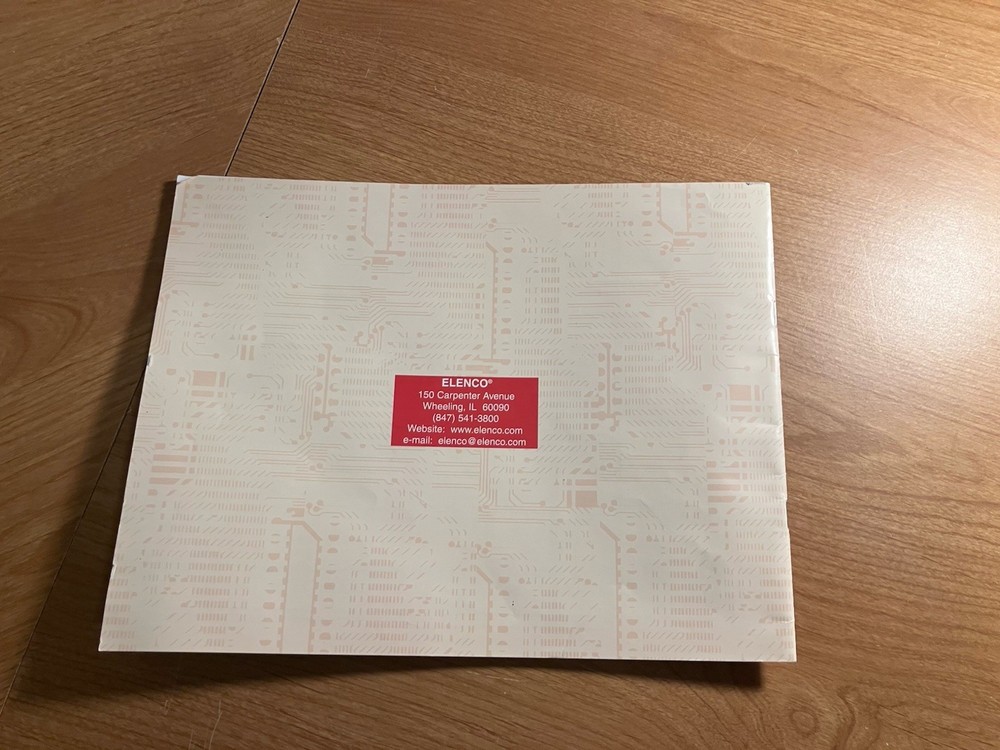 ELENCO®
150 Carpenter Avenue
Wheeling, IL  60090
(847) 541-3800
Website:  www.elenco.com
e-mail:  elenco@elenco.com